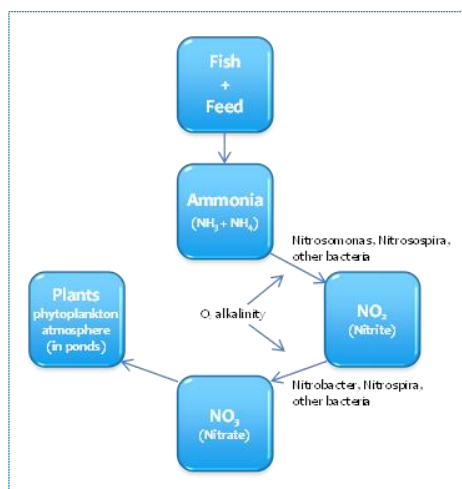 Fish
+
Feed
Ammonia
(NH₃ + NH₄)
Nitrosomonas, Nitrosospira,
other bacteria
Plants
phytoplankton
atmosphere
(in ponds)
O, alkalinity
NO₂
(Nitrite)
Nitrobacter, Nitrospira,
other bacteria
NO₃
(Nitrate)